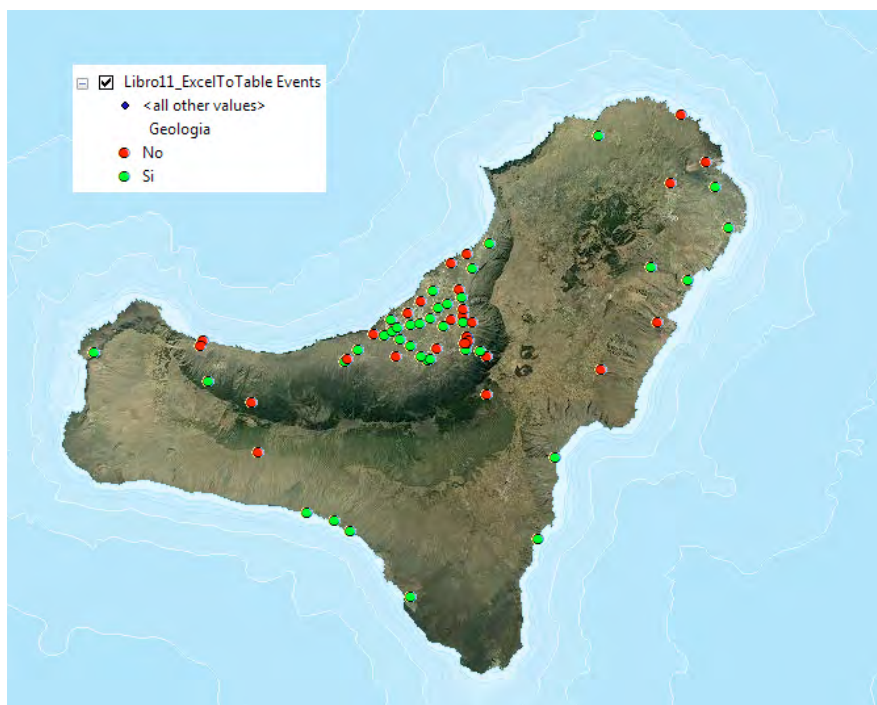 Libro11_ExcelToTable Events
<all other values>
Geologia
No
Si